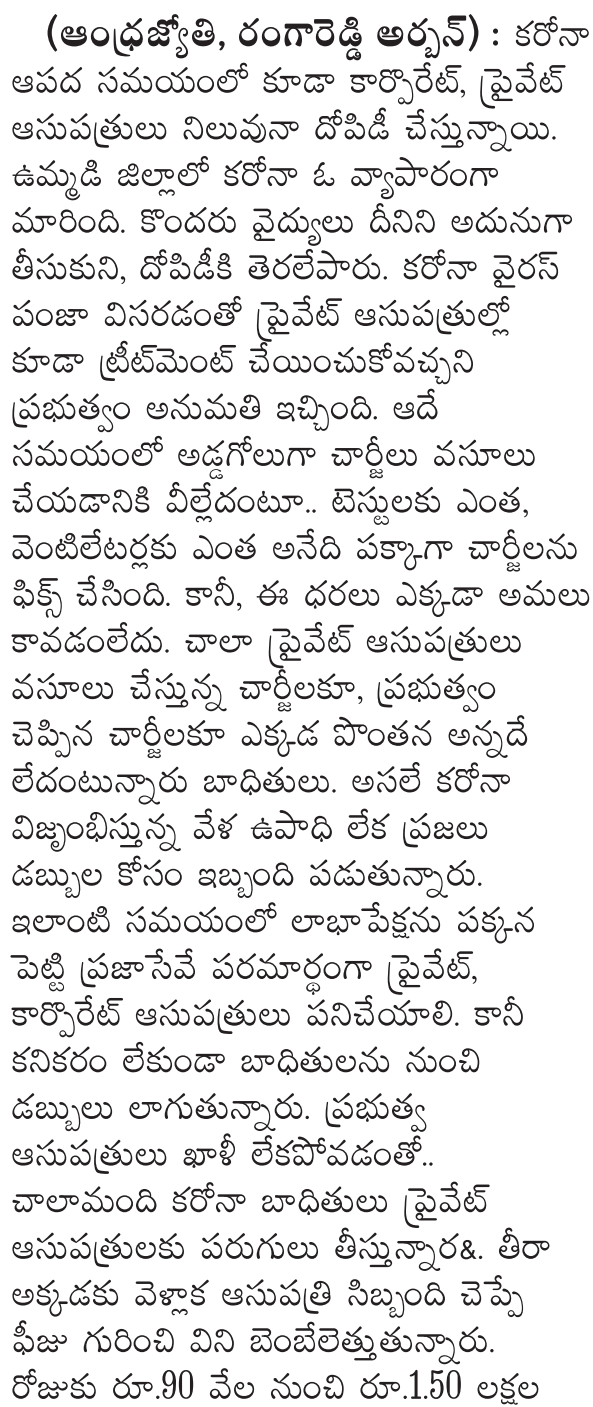 (ఆంధ్రజ్యోతి, రంగారెడ్డి అర్బన్) : కరోనా
ఆపద సమయంలో కూడా కార్పొరేట్, ప్రైవేట్
ఆసుపత్రులు నిలువునా దోపిడీ చేస్తున్నాయి.
ఉమ్మడి జిల్లాలో కరోనా ఓ వ్యాపారంగా
మారింది. కొందరు వైద్యులు దీనిని అదునుగా
తీసుకుని, దోపిడీకి తెరలేపారు. కరోనా వైరస్
పంజా విసరడంతో ప్రైవేట్ ఆసుపత్రుల్లో
కూడా ట్రీట్‌మెంట్ చేయించుకోవచ్చని
ప్రభుత్వం అనుమతి ఇచ్చింది. ఆదే
సమయంలో అడ్డగోలుగా చార్జీలు వసూలు
చేయడానికి వీల్లేదంటూ.. టెస్టులకు ఎంత,
వెంటిలేటర్లకు ఎంత అనేది పక్కాగా చార్జీలను
ఫిక్స్ చేసింది. కానీ, ఈ ధరలు ఎక్కడా అమలు
కావడంలేదు. చాలా ప్రైవేట్ ఆసుపత్రులు
వసూలు చేస్తున్న చార్జీలకూ, ప్రభుత్వం
చెప్పిన చార్జీలకూ ఎక్కడ పొంతన అన్నదే
లేదంటున్నారు బాధితులు. అసలే కరోనా
విజృంభిస్తున్న వేళ ఉపాధి లేక ప్రజలు
డబ్బుల కోసం ఇబ్బంది పడుతున్నారు.
ఇలాంటి సమయంలో లాభాపేక్షను పక్కన
పెట్టి ప్రజాసేవే పరమార్థంగా ప్రైవేట్,
కార్పొరేట్ ఆసుపత్రులు పనిచేయాలి. కానీ
కనికరం లేకుండా బాధితులను నుంచి
డబ్బులు లాగుతున్నారు. ప్రభుత్వ
ఆసుపత్రులు ఖాళీ లేకపోవడంతో..
చాలామంది కరోనా బాధితులు ప్రైవేట్
ఆసుపత్రులకు పరుగులు తీస్తున్నార&. తీరా
అక్కడకు వెళ్లాక ఆసుపత్రి సిబ్బంది చెప్పే
ఫీజు గురించి విని బెంబేలెత్తుతున్నారు.
రోజుకు రూ.90 వేల నుంచి రూ.1.50 లక్షల